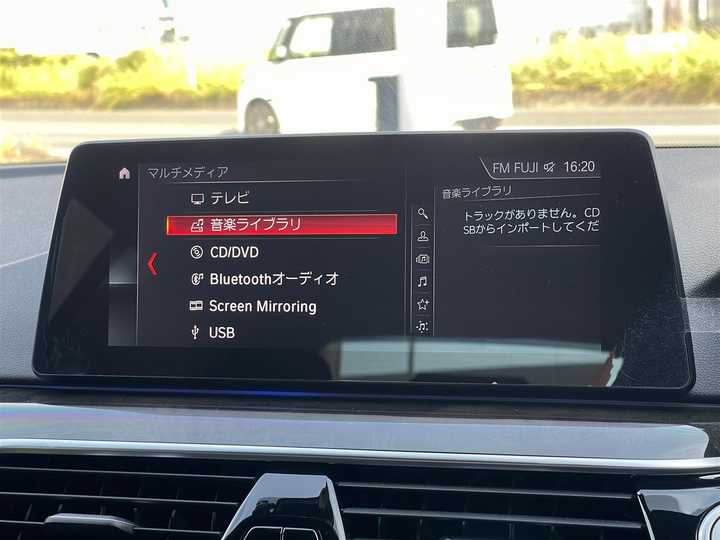 マルチメディア
FM FUJI 16:20
テレビ
音楽ライブラリ
CD/DVD
Bluetoothオーディオ
Screen Mirroring
USB
音楽ライブラリ
トラックがありません。CD
SBからインポートしてくだ